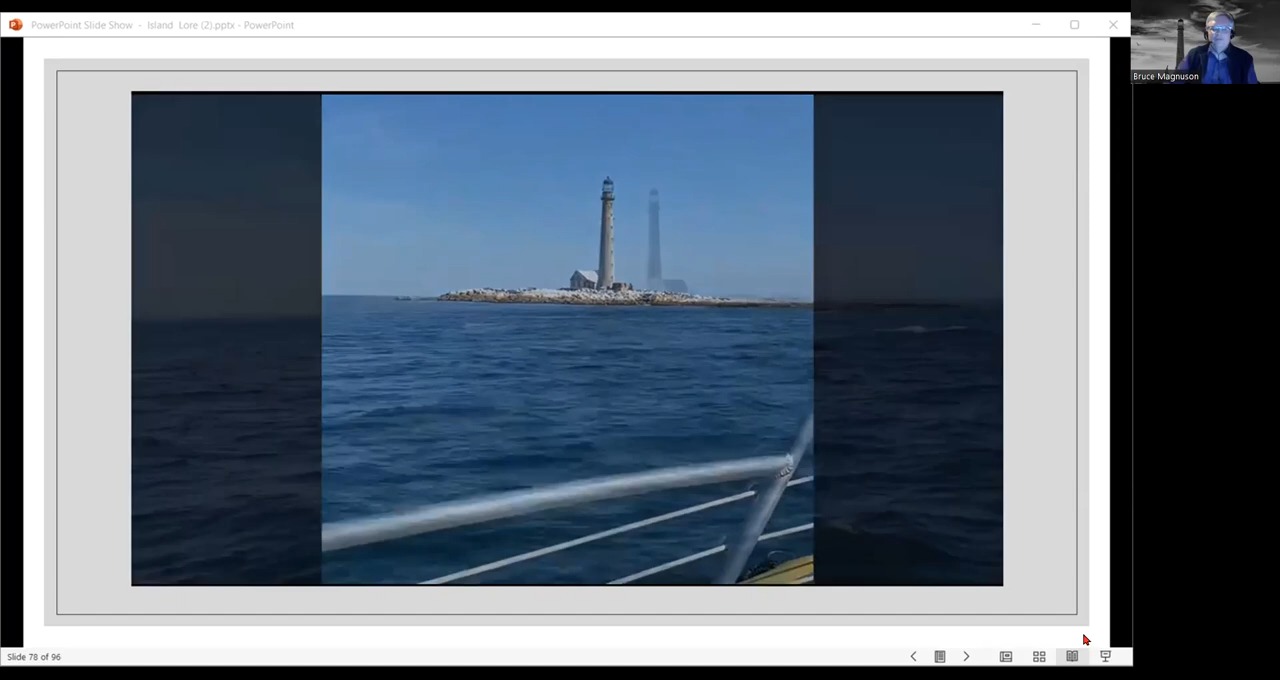 PowerPoint Slide Show - Island Lore (2).pptx - PowerPoint
Bruce Magnuson
Slide 78 of 96